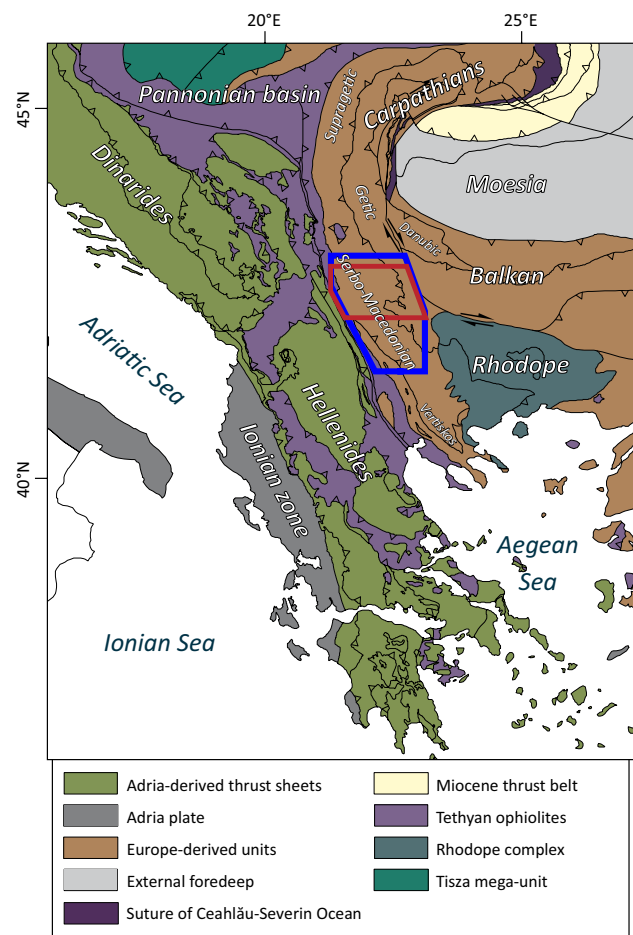 20°E
25°E
45°N
40°N
Pannonian basin
Supragetic
Carpathians
Dinarides
Moesia
Getic
Danubic
Balkan
Serbo-Macedonian
Adriatic Sea
Rhodope
Hellenides
Vertiskos
Ionian zone
Aegean
Sea
Ionian Sea
Adria-derived thrust sheets
Adria plate
Europe-derived units
External foredeep
Suture of Ceahlău-Severin Ocean
Miocene thrust belt
Tethyan ophiolites
Rhodope complex
Tisza mega-unit